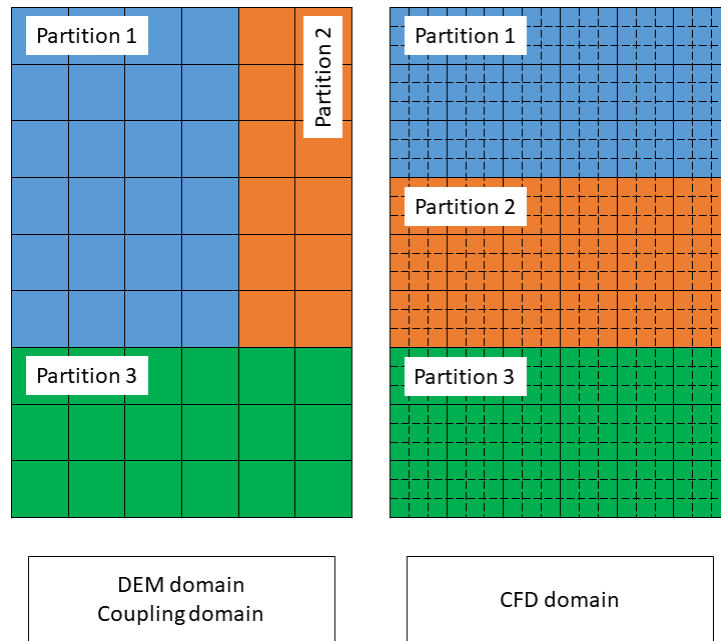 Partition 1
Partition 2
Partition 3
DEM domain
Coupling domain
Partition 1
Partition 2
Partition 3
CFD domain